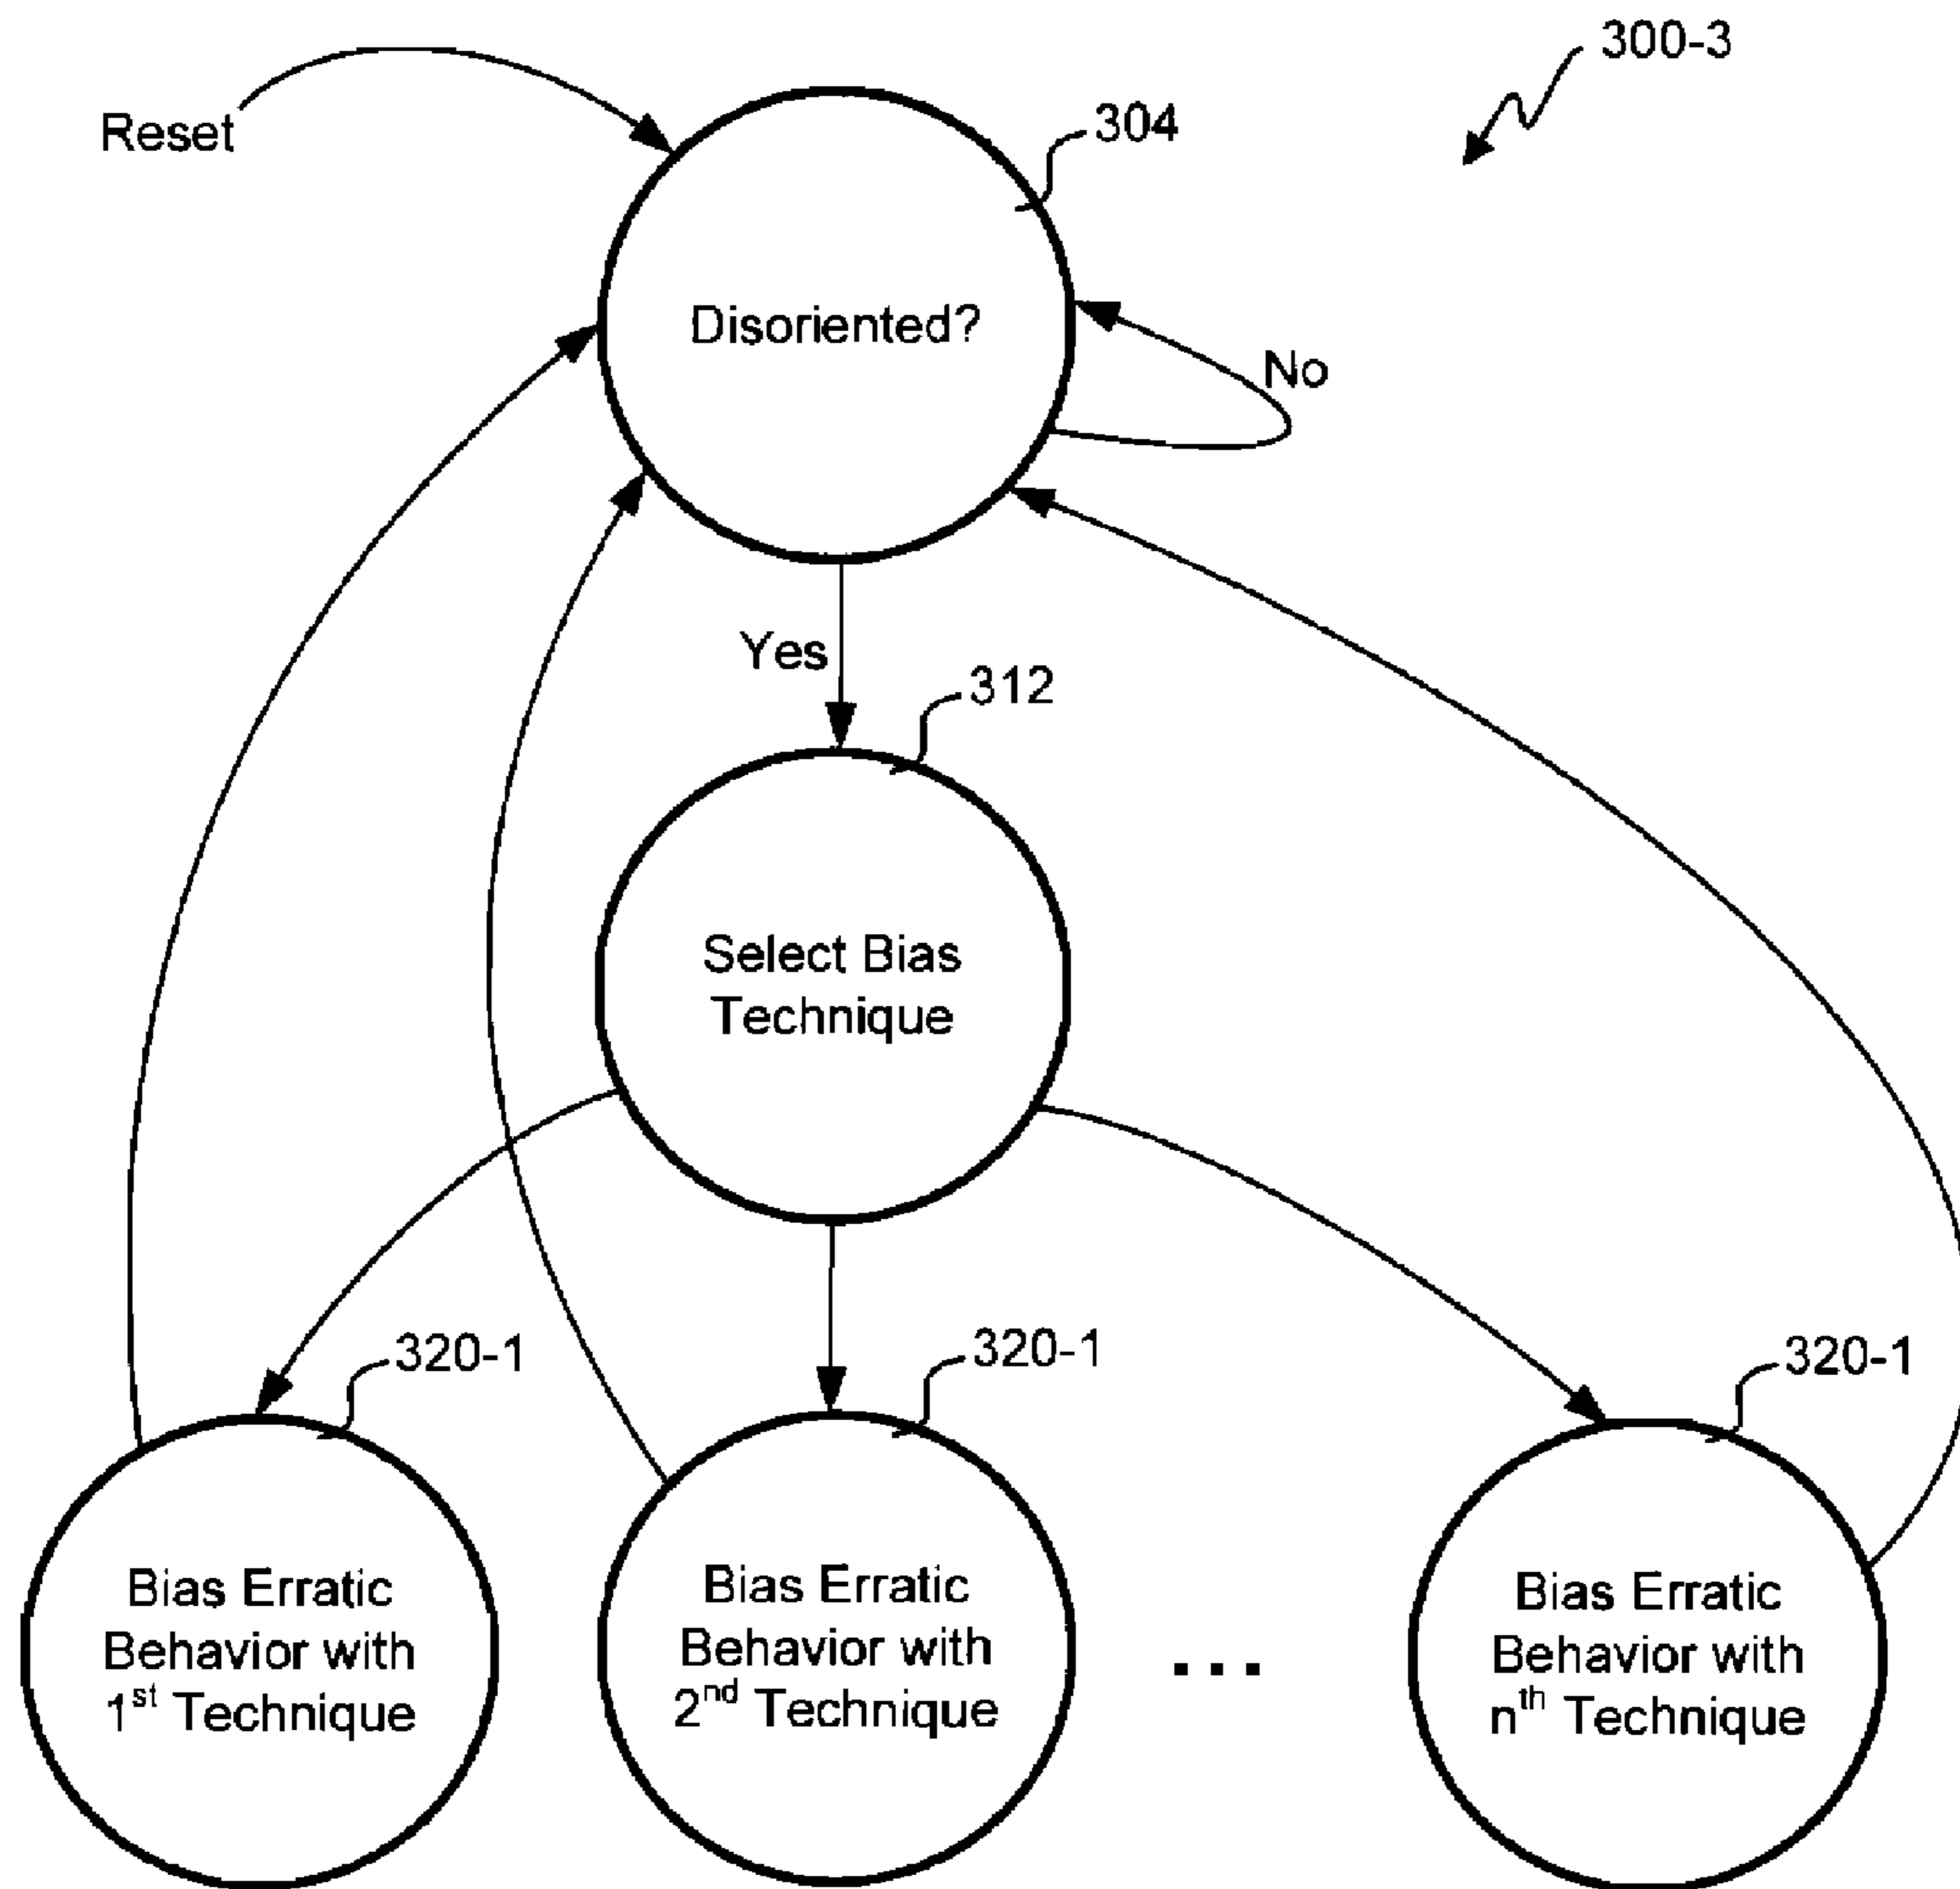 300-3
Reset
304
Disoriented?
No
Yes
312
Select Bias
Technique
320-1
320-1
320-1
Bias Erratic
Behavior with
1st Technique
Bias Erratic
Behavior with
2nd Technique
...
Bias Erratic
Behavior with
nth Technique